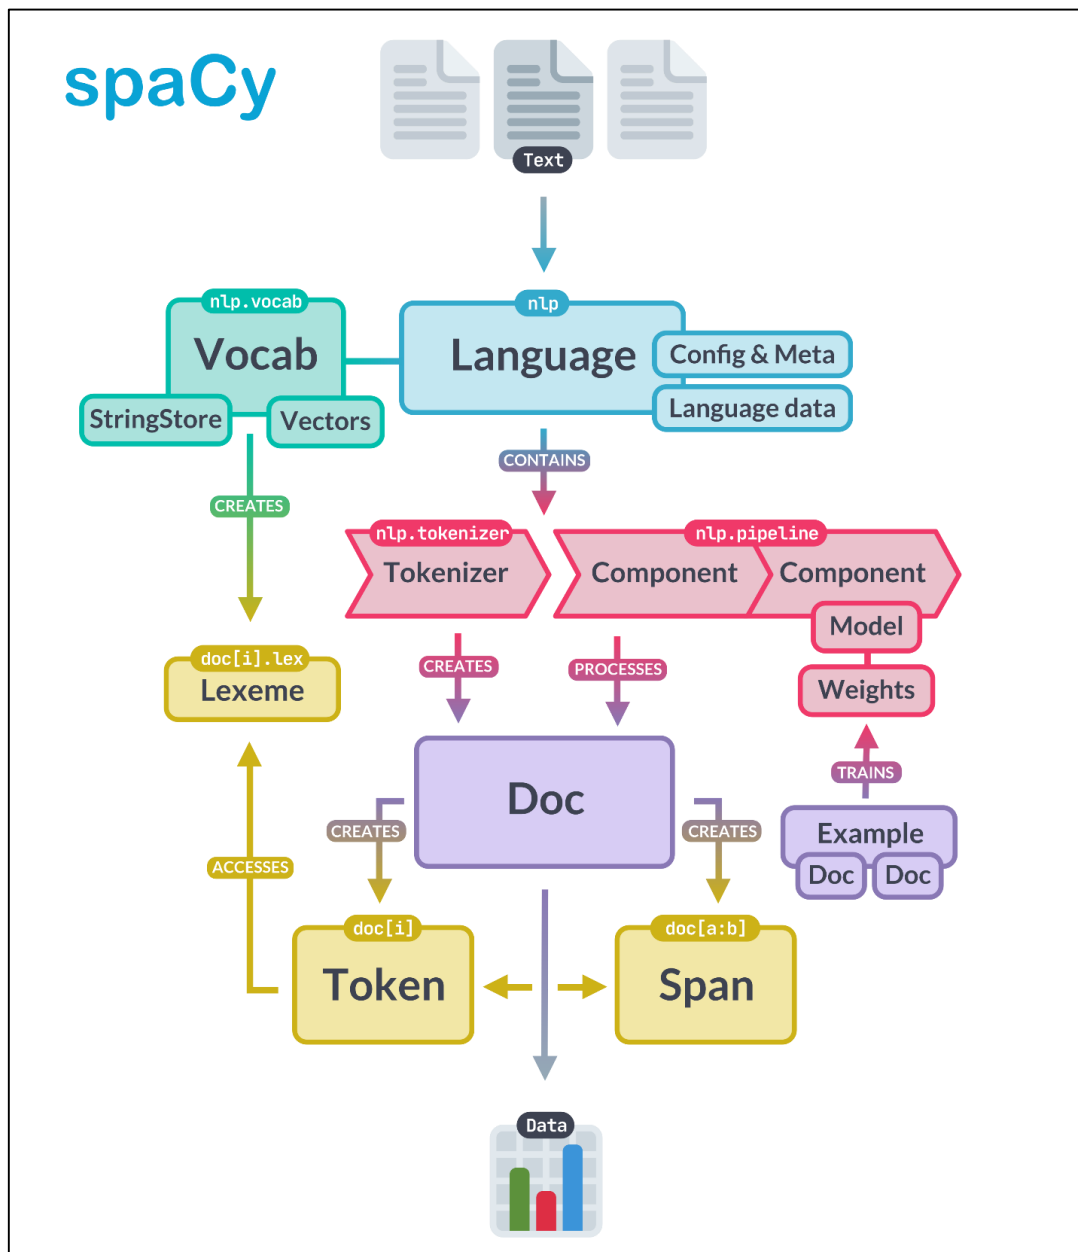 spaCy
Text
nlp.vocab
Vocab
StringStore
Vectors
nlp
Language
Config & Meta
Language data
CONTAINS
CREATES
nlp.tokenizer
Tokenizer
nlp.pipeline
Component
Component
Model
Weights
CREATES
PROCESSES
doc[i].lex
Lexeme
TRAINS
Doc
Example
Doc
Doc
CREATES
CREATES
ACCESSES
doc[i]
Token
doc[a:b]
Span
Data